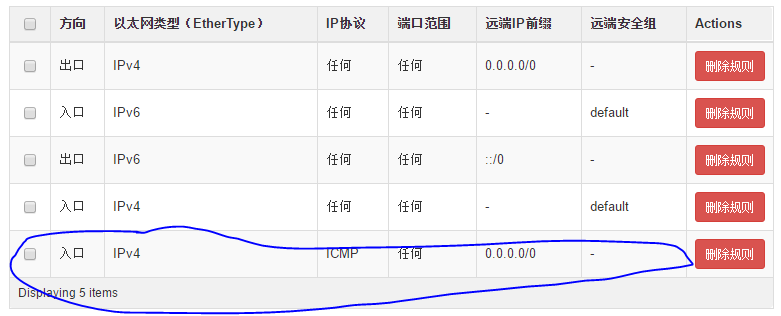 方向 以太网类型（EtherType） IP协议 端口范围 远端IP前缀 远端安全组 Actions
出口 IPv4 任何 任何 0.0.0.0/0 - 删除规则
入口 IPv6 任何 任何 - default 删除规则
出口 IPv6 任何 任何 ::/0 - 删除规则
入口 IPv4 任何 任何 - default 删除规则
入口 IPv4 ICMP 任何 0.0.0.0/0 - 删除规则
Displaying 5 items